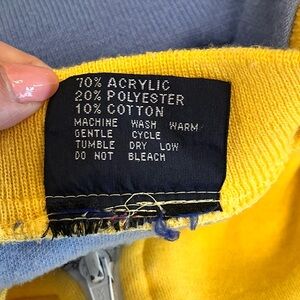 70% ACRYLIC
20% POLYESTER
10% COTTON
MACHINE WASH WARM
GENTLE CYCLE
TUMBLE DRY LOW
DO NOT BLEACH